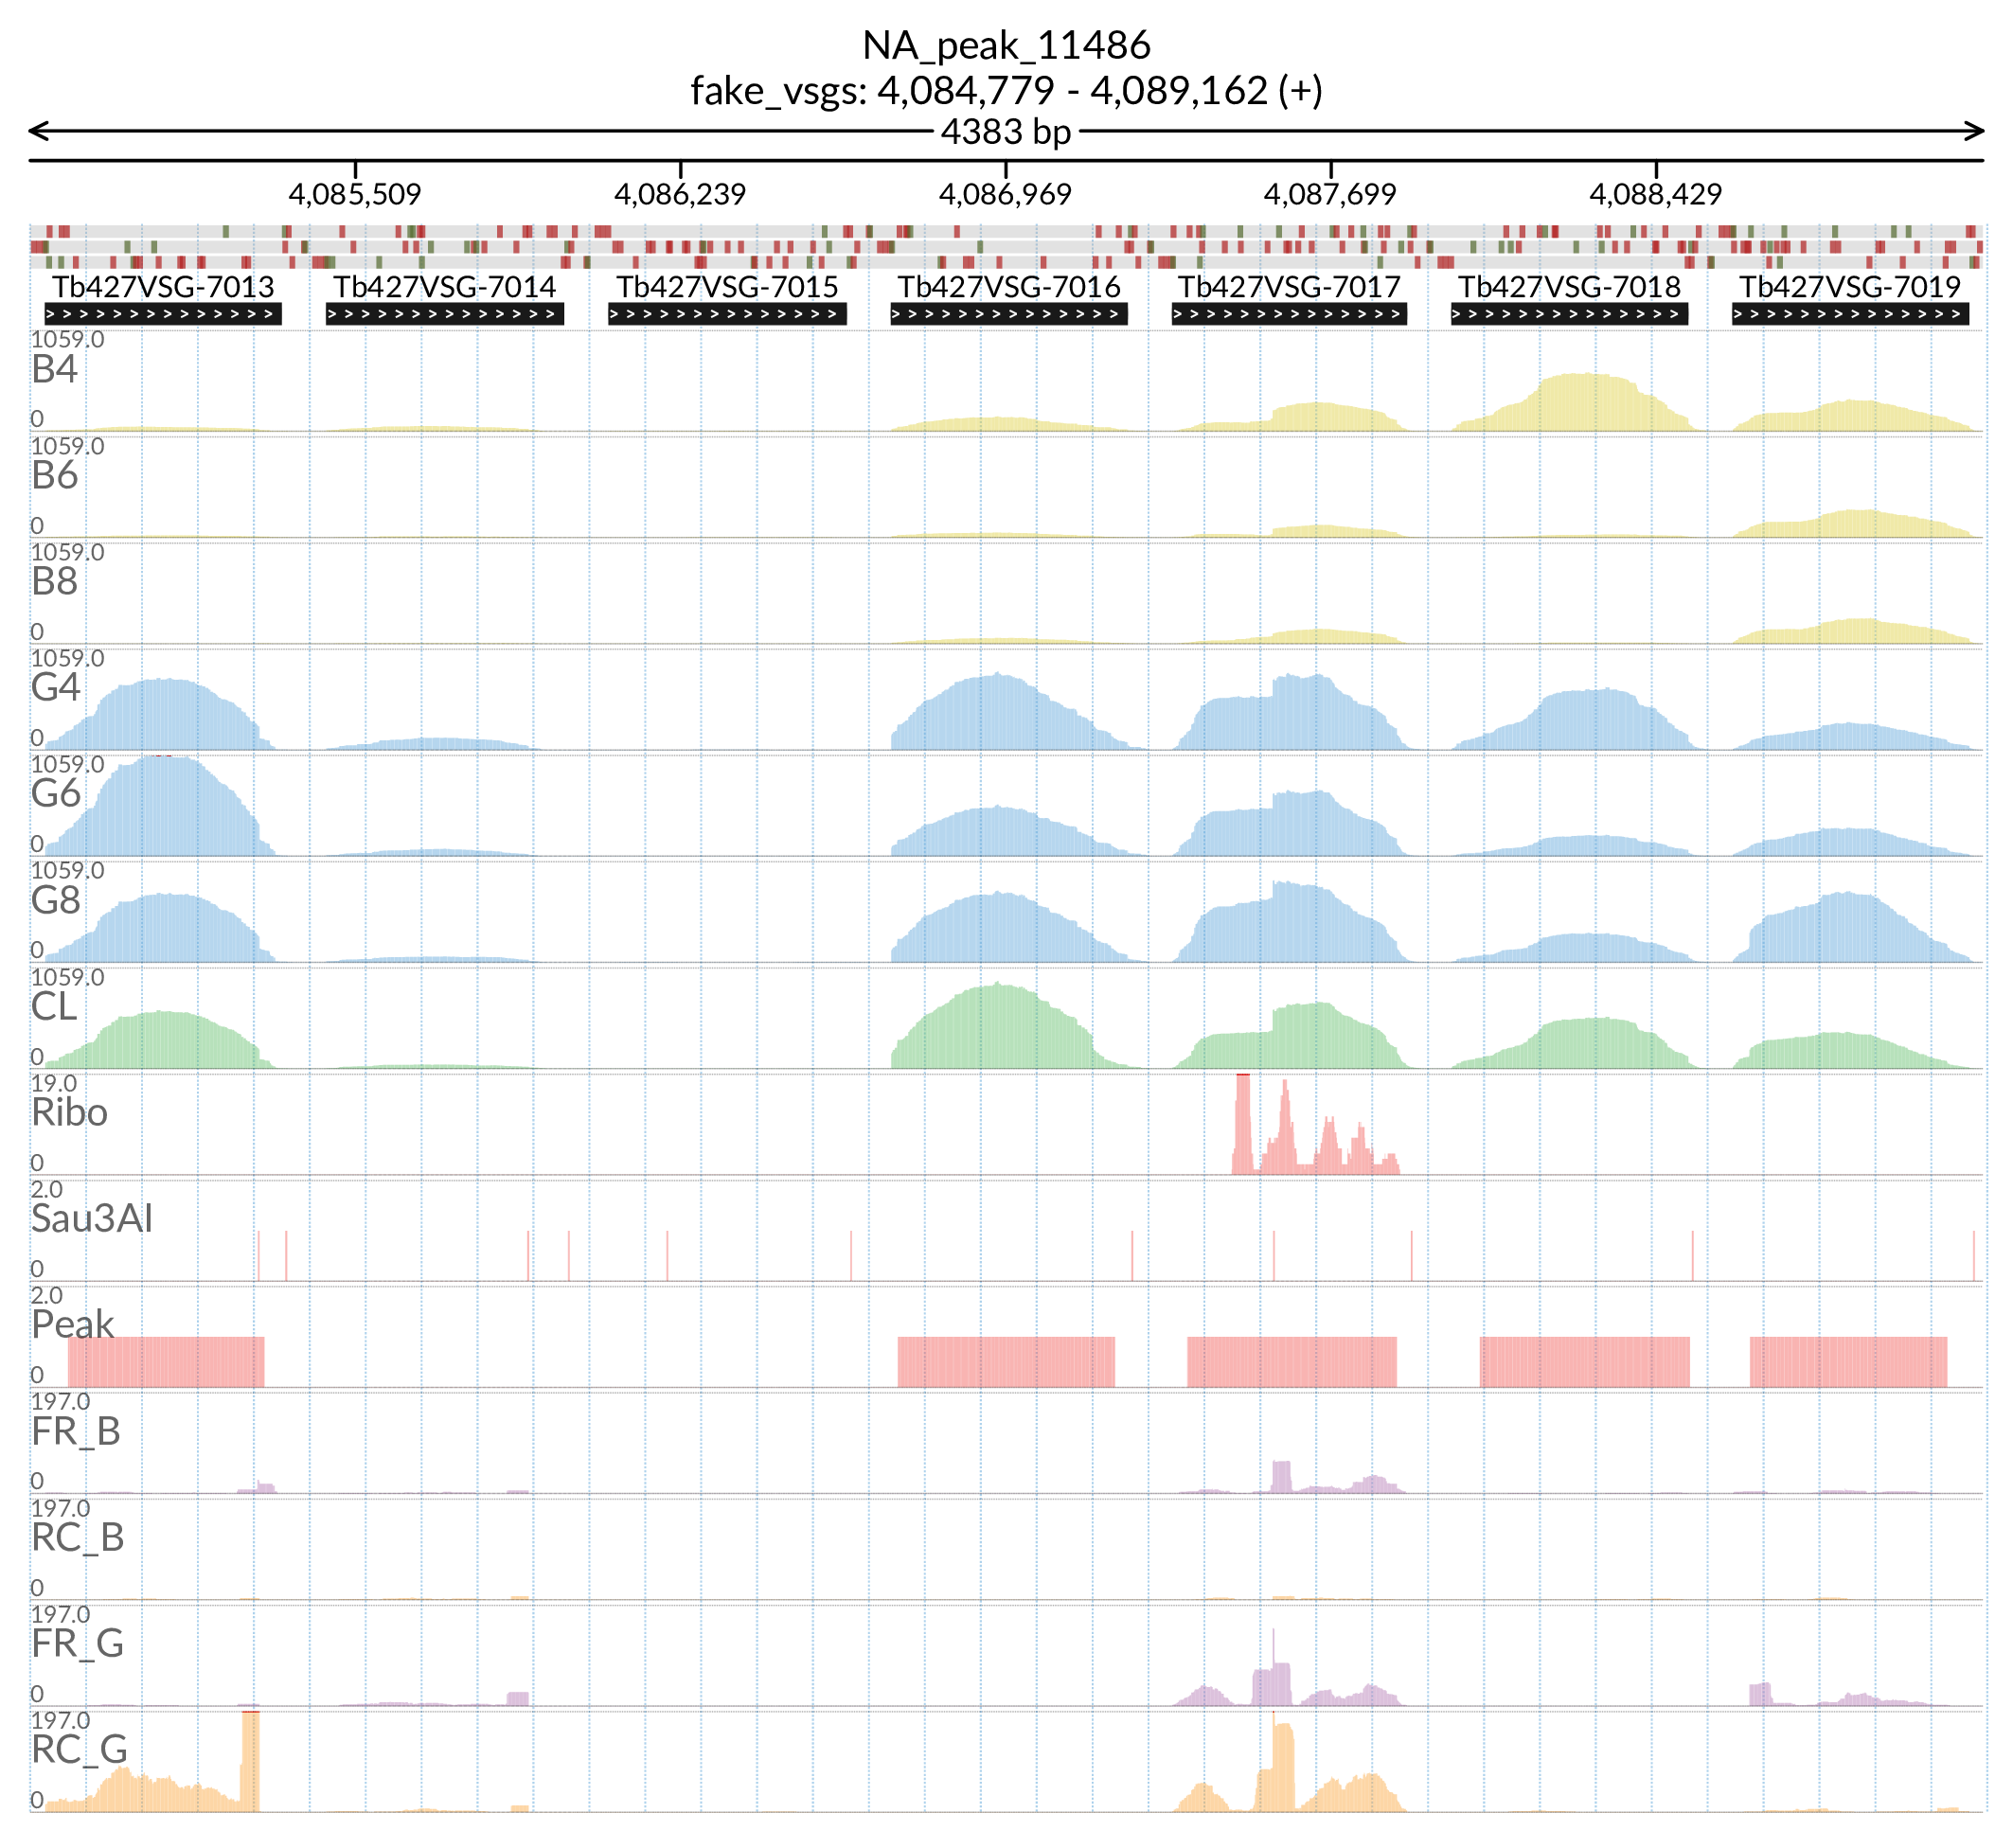 NA_peak_11486
fake_vsgs: 4,084,779 - 4,089,162 (+)
4383 bp
4,085,509 4,086,239 4,086,969 4,087,699 4,088,429
Tb427VSG-7013 Tb427VSG-7014 Tb427VSG-7015 Tb427VSG-7016 Tb427VSG-7017 Tb427VSG-7018 Tb427VSG-7019
1059.0
B4
0
1059.0
B6
0
1059.0
B8
0
1059.0
G4
0
1059.0
G6
0
1059.0
G8
0
1059.0
CL
0
19.0
Ribo
0
2.0
Sau3AI
0
2.0
Peak
0
197.0
FR_B
0
197.0
RC_B
0
197.0
FR_G
0
197.0
RC_G
0